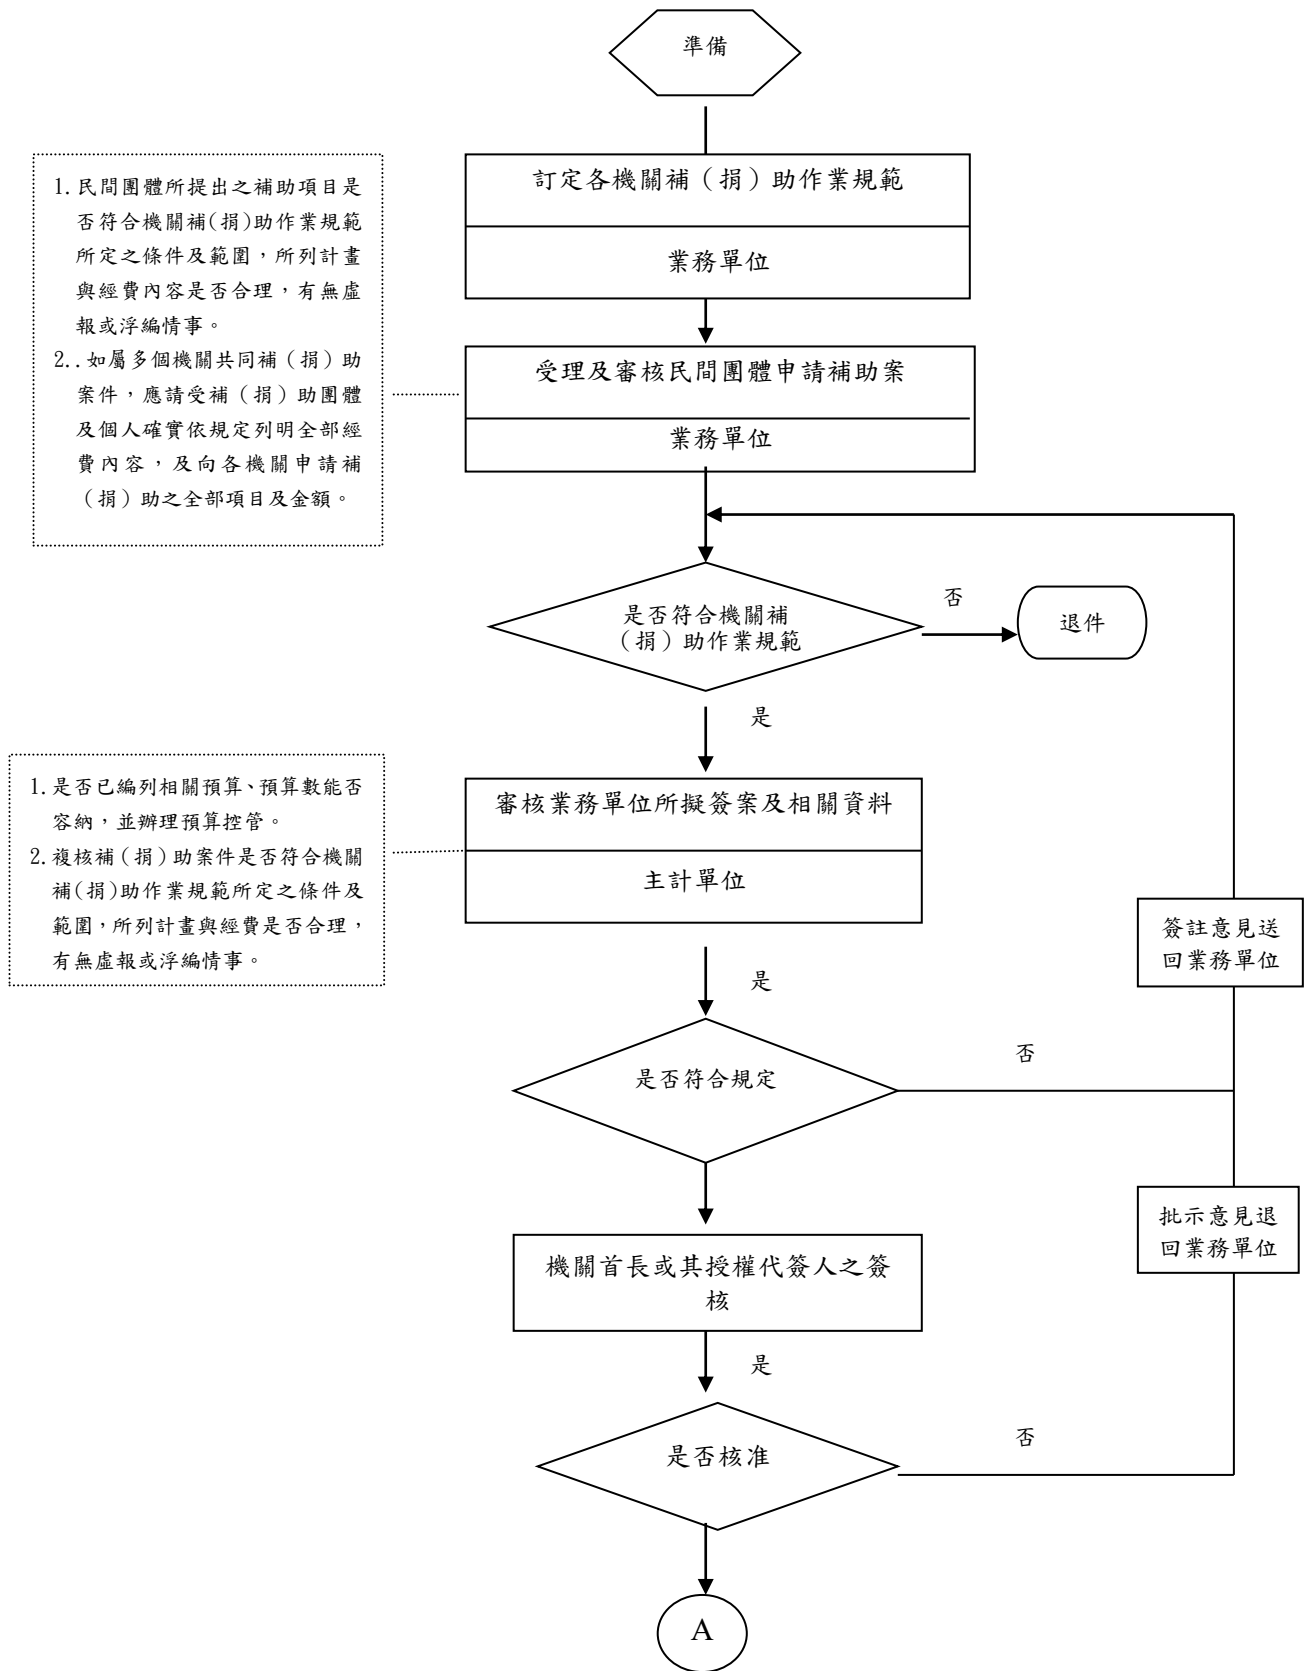 準備
訂定各機關補（捐）助作業規範
業務單位
1.民間團體所提出之補助項目是
否符合機關補(捐)助作業規範
所定之條件及範圍，所列計畫
與經費內容是否合理，有無虛
報或浮編情事。
2..如屬多個機關共同補（捐）助
案件，應請受補（捐）助團體
及個人確實依規定列明全部經
費內容，及向各機關申請補
（捐）助之全部項目及金額。
受理及審核民間團體申請補助案
業務單位
是否符合機關補
（捐）助作業規範
否
退件
是
1.是否已編列相關預算、預算數能否
容納，並辦理預算控管。
2.複核補（捐）助案件是否符合機關
補(捐)助作業規範所定之條件及
範圍，所列計畫與經費是否合理，
有無虛報或浮編情事。
審核業務單位所擬簽案及相關資料
主計單位
簽註意見送
回業務單位
是
是否符合規定
否
批示意見退
回業務單位
機關首長或其授權代簽人之簽
核
是
是否核准
否
A